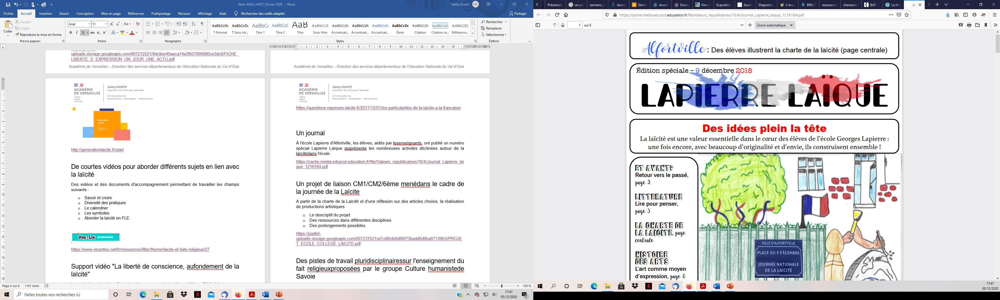 Note AESH_HUET_Février 2020 - Word
Valéry Kuntz
VK
Fichier Accueil Insertion Dessin Conception Mise en page Références Publipostage Révision Affichage Aide Rechercher des outils adaptés Partager
Coller
Couper
Copier
Reproduire la mise en forme
Presse-papiers
Arial 11
Police
Paragraphe
AaBbCcDc AaBbCcDc AaBbCc AaBbCcC AaB AaBbCcC AaBbCcDc AaBbCcDc AaBbCcDc AaBbCcDc AaBbCcDc AaBbCcDc AABBCCDC
¶ Normal ¶ Sans int... Titre 1 Titre 2 Titre Sous-titre Accentuat... Accentuat... Accentuat... Élevé Citation Citation in... Référence...
Styles
Rechercher
Remplacer
Sélectionner
Édition
uploads.storage.googleapis.com/697212521/9dc9ee45aeca74a3f507995680ce3dc8/FICHE_
LIBERTE_D_EXPRESSION_UN_JOUR_UNE_ACTU.pdf
Académie de Versailles – Direction des services départementaux de l'Éducation Nationale du Val d'Oise
Académie de Versailles – Direction des services départementaux de l'Éducation Nationale du Val d'Oise
ACADÉMIE
DE VERSAILLES
Liberté
Égalité
Fraternité
Valéry KUNTZ
Inspecteur de l'Education Nationale
Circonscription de
Deuil la Barre – Montmagny – Montmorency
Génération
Laïcité
http://generationlaicite.fr/start
De courtes vidéos pour aborder différents sujets en lien avec
la laïcité
Des vidéos et des documents d'accompagnement permettant de travailler les champs
suivants :
o Savoir et croire
o Diversité des pratiques
o Le calendrier
o Les symboles
o Aborder la laïcité en FLE
Vinz et Lou LES RESSOURCES
.
https://www.vinzetlou.net/fr/ressources/filter/theme/laicite-et-faits-religieux/27
Support vidéo "La liberté de conscience, aufondement de la
laïcité"
ACADÉMIE
DE VERSAILLES
Liberté
Égalité
Fraternité
Valéry KUNTZ
Inspecteur de l'Education Nationale
Circonscription de
Deuil la Barre – Montmagny – Montmorency
https://questions-reponses-laicite.fr/2017/12/01/les-particularites-de-la-laicite-a-la-francaise/
Un journal
À l'école Lapierre d'Alfortville, les élèves, aidés par lesenseignants, ont publié un numéro
spécial Lapierre Laïque quiprésente les nombreuses activités déclinées autour de la
laïcitédans l'école.
https://cache.media.eduscol.education.fr/file/Valeurs_republicaines/16/4/Journal_Lapierre_lai
que_1216164.pdf
Un projet de liaison CM1/CM2/6ème menédans le cadre de
la journée de la Laïcite
A partir de la charte de la Laïcité et d'une réflexion sur des articles choisis, la réalisation
de productions artistiques
o Le descriptif du projet
o Des ressources dans différentes disciplines
o Des prolongements possibles
https://padlet-
uploads.storage.googleapis.com/697212521/a7cd8b4b6d66f73badd6d9ba87139fc0/PROJE
T_ECOLE_COLLEGE_LAICITE.pdf
Des pistes de travail pluridisciplinairessur l'enseignement du
fait religieuxproposées par le groupe Culture humanistede
Savoie
Page 4 sur 6 1181 mots
100 %
Faites toutes vos recherches ici
17:47
05/12/2020
Présentatio un pro semaine_l Journ Génér Acadé Enseig Vinz et Exposition Journa Diapositive L'ense BIBLIO ressources chansons BnF - La libe Jou
https://cache.media.eduscol.education.fr/file/Valeurs_republicaines/16/4/Journal_Lapierre_laique_1216164.pdf
1 sur 8
Zoom automatique
Alfortville : Des élèves illustrent la charte de la laïcité (page centrale)
Édition spéciale – 9 décembre 2018
LAPIERRE LAÏQUE
Des idées plein la tête
La laïcité est une valeur essentielle dans le cœur des élèves de l'école Georges Lapierre :
une fois encore, avec beaucoup d'originalité et d'envie, ils construisent ensemble !
ET AVANT?
Retour vers le passé,
page 2
LITTERATURE
Lire pour penser,
page 3
LA CHARTE DE
LA LAICITE, page
centrale
HISTOIRE
DES ARTS
L'art comme moyen
d'expression, page 6
VILLE D'ALFORTVILLE
PLACE DU 9 DÉCEMBRE
JOURNÉE NATIONALE
DE LA LAÏCITÉ
17:47
05/12/2020